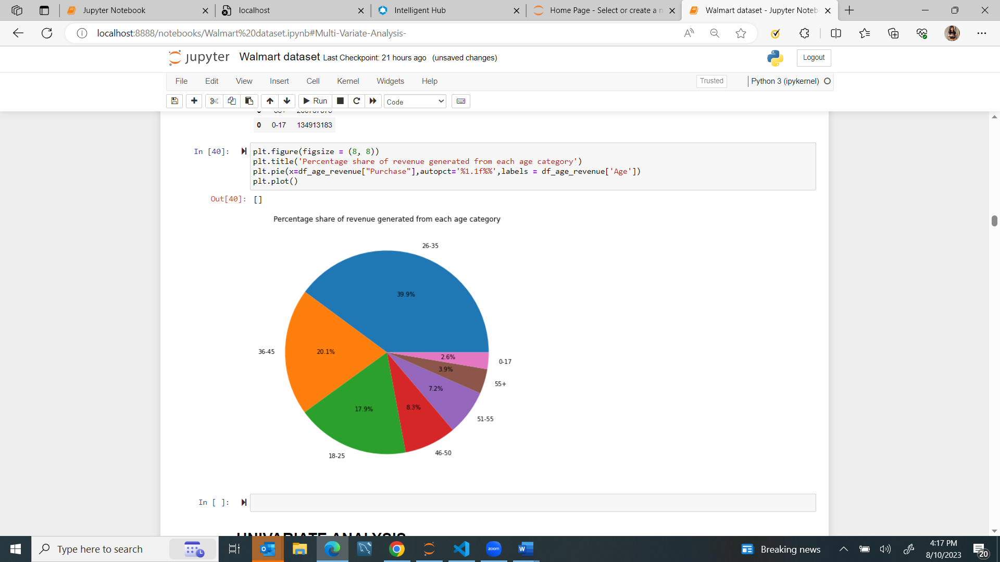 Jupyter Notebook
localhost
Intelligent Hub
Home Page - Select or create a n
Walmart dataset - Jupyter Noteb
localhost:8888/notebooks/Walmart%20dataset.ipynb#Multi-Variate-Analysis-
jupyter Walmart dataset Last Checkpoint: 21 hours ago (unsaved changes)
Logout
File Edit View Insert Cell Kernel Widgets Help
Trusted
Python 3 (ipykernel)
Run
Code
0 0-17 134913183
In [40]:
plt.figure(figsize = (8, 8))
plt.title('Percentage share of revenue generated from each age category')
plt.pie(x=df_age_revenue["Purchase"],autopct='%1.1f%%',labels = df_age_revenue['Age'])
plt.plot()
Out[40]: []
Percentage share of revenue generated from each age category
26-35
39.9%
36-45
20.1%
2.6%
0-17
3.9%
55+
7.2%
17.9%
8.3%
51-55
46-50
18-25
In [ ]:
UNIVARIATE ANALYSIS
Type here to search
zoom
Breaking news
4:17 PM
8/10/2023
20